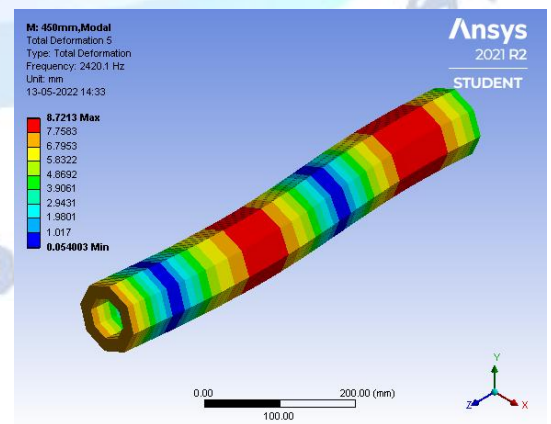 M: 450mm,Modal
Total Deformation 5
Type: Total Deformation
Frequency: 2420.1 Hz
Unit: mm
13-05-2022 14:33
8.7213 Max
7.7583
6.7953
5.8322
4.8692
3.9061
2.9431
1.9801
1.017
0.054003 Min
Ansys
2021 R2
STUDENT
0.00
200.00 (mm)
100.00
Y
Z
X